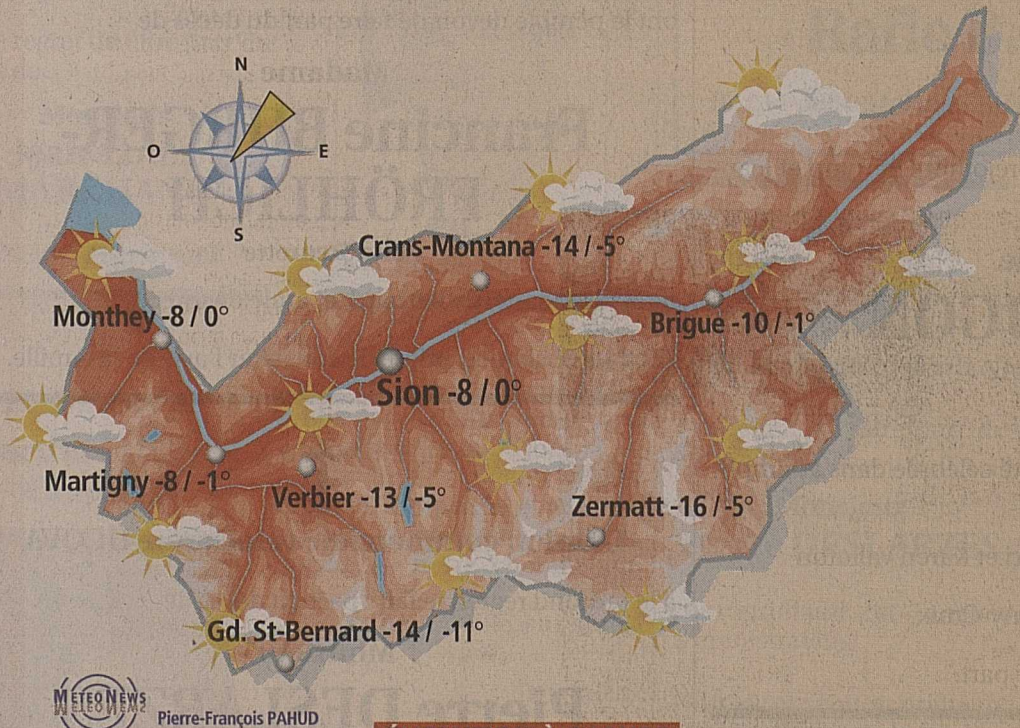 N
O E
S
Crans-Montana -14 / -5°
Monthey -8 / 0°
Brigue -10 / -1°
Sion -8 / 0°
Martigny -8 / -1°
Verbier -13 / -5°
Zermatt -16 / -5°
Gd. St-Bernard -14 / -11°
METEONEWS
Pierre-François PAHUD